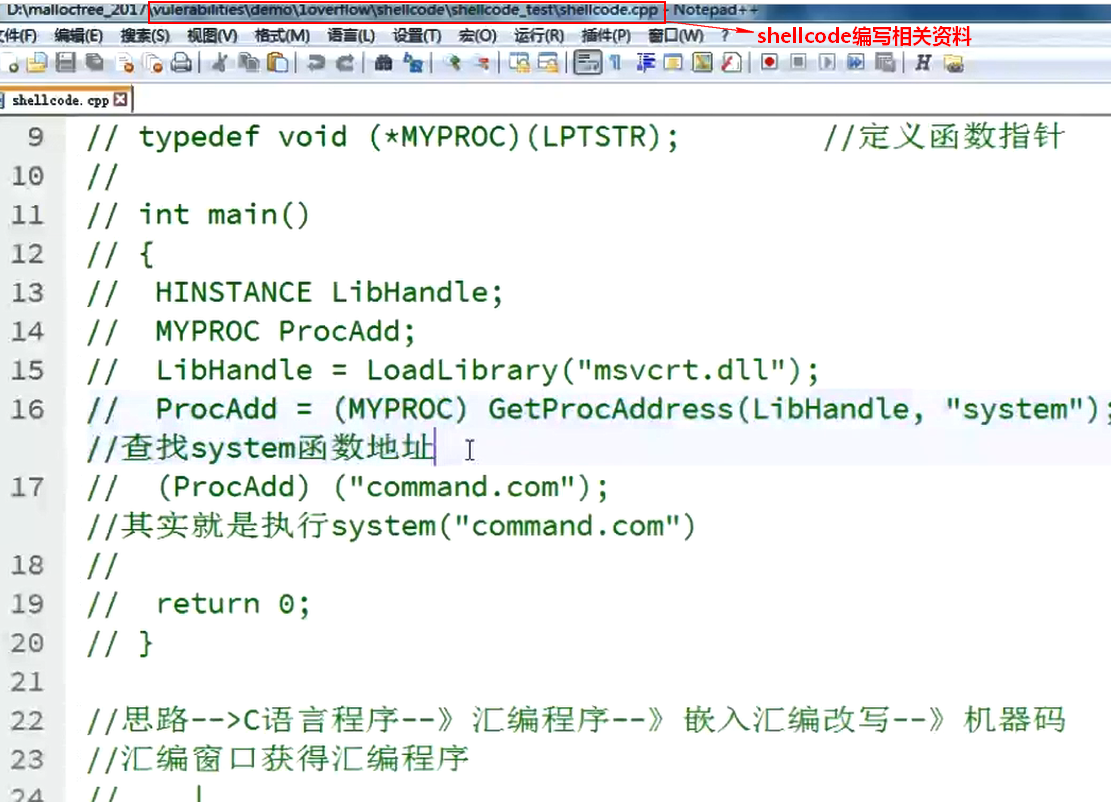 D:\mallocfree_2017\vulerabilities\demo\1overflow\shellcode\shellcode_test\shellcode.cpp - Notepad++
件(F) 编辑(E) 搜索(S) 视图(V) 格式(M) 语言(L) 设置(T) 宏(O) 运行(R) 插件(P) 窗口(W) ?
shellcode编写相关资料
shellcode.cpp
9 // typedef void (*MYPROC)(LPTSTR); //定义函数指针
10 //
11 // int main()
12 // {
13 // HINSTANCE LibHandle;
14 // MYPROC ProcAdd;
15 // LibHandle = LoadLibrary("msvcrt.dll");
16 // ProcAdd = (MYPROC) GetProcAddress(LibHandle, "system");
//查找system函数地址
17 // (ProcAdd) ("command.com");
//其实就是执行system("command.com")
18 //
19 // return 0;
20 // }
21
22 //思路-->C语言程序--》汇编程序--》嵌入汇编改写--》机器码
23 //汇编窗口获得汇编程序
24 //